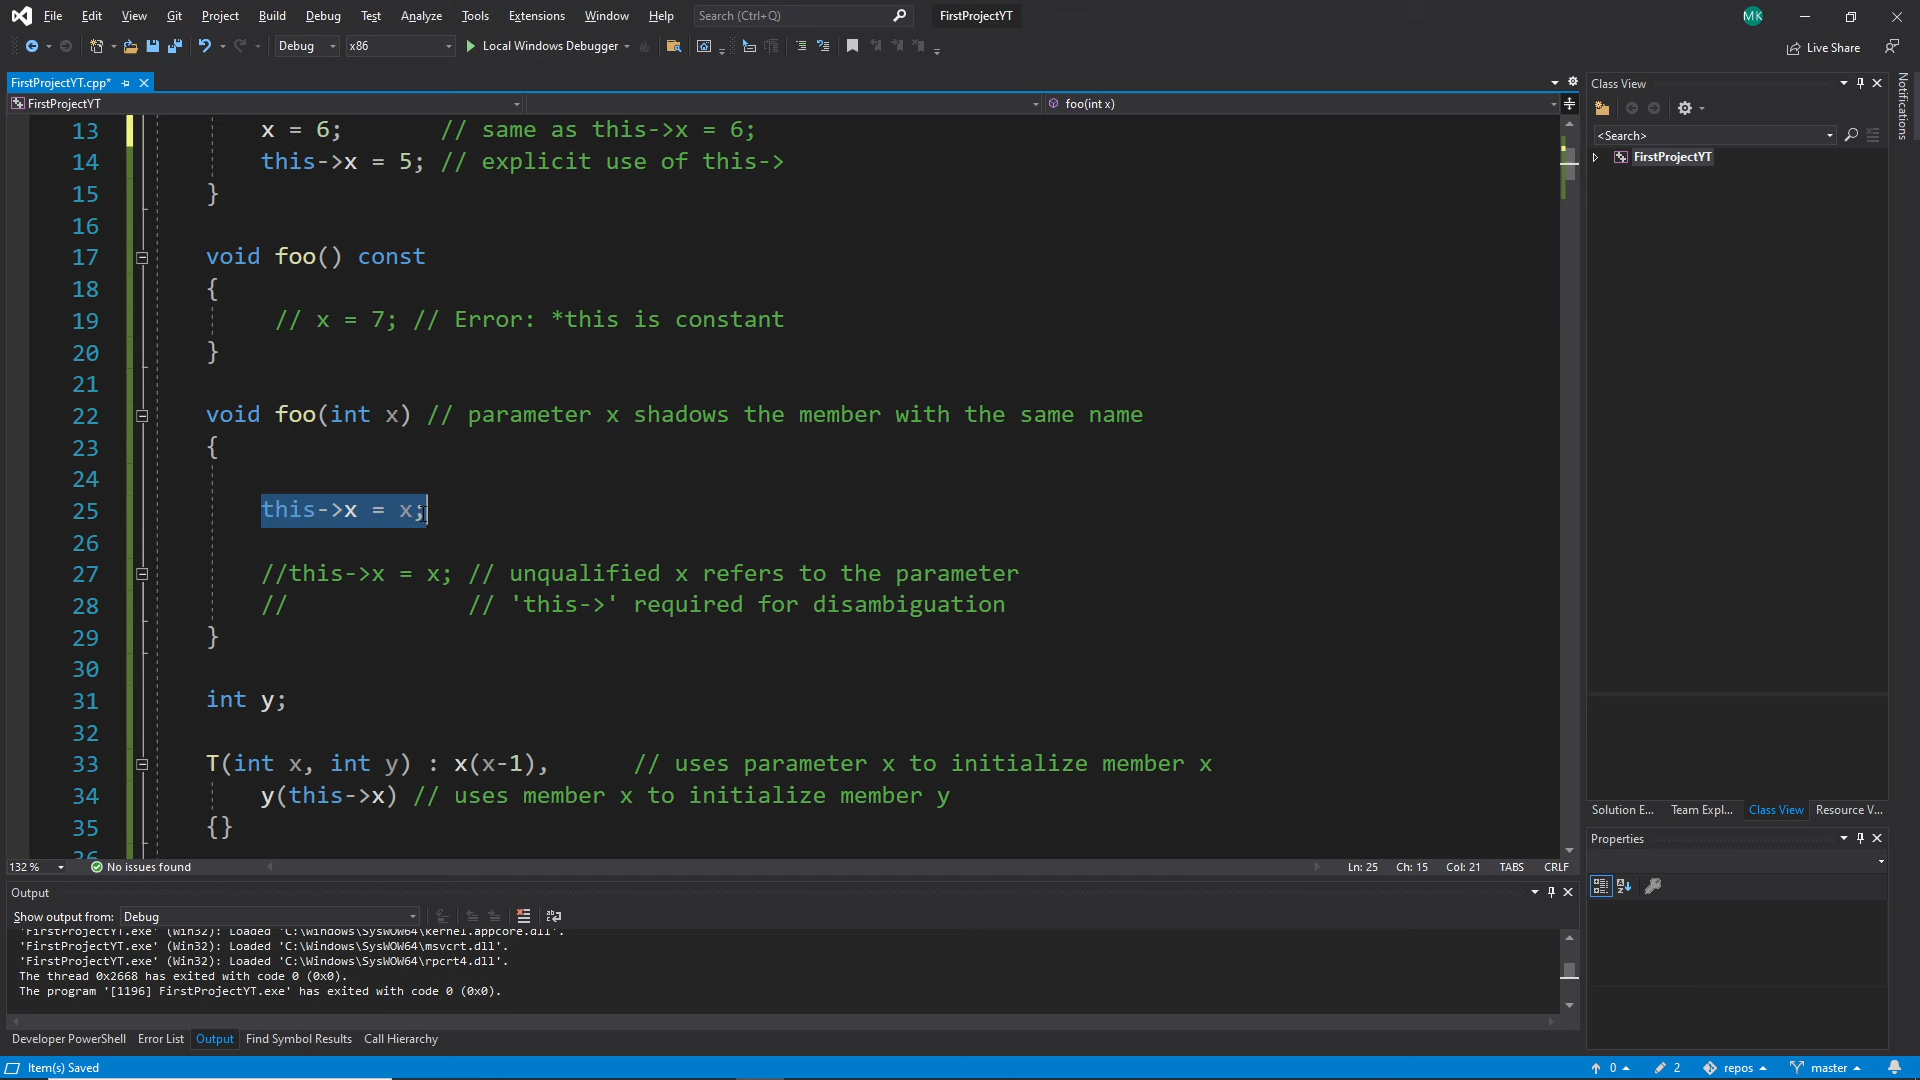 File Edit View Git Project Build Debug Test Analyze Tools Extensions Window Help Search (Ctrl+Q) FirstProjectYT MK
Debug x86 Local Windows Debugger Live Share
FirstProjectYT.cpp*
FirstProjectYT foo(int x)
13 x = 6; // same as this->x = 6;
14 this->x = 5; // explicit use of this->
15 }
16
17 void foo() const
18 {
19 // x = 7; // Error: *this is constant
20 }
21
22 void foo(int x) // parameter x shadows the member with the same name
23 {
24
25 this->x = x;
26
27 //this->x = x; // unqualified x refers to the parameter
28 // // 'this->' required for disambiguation
29 }
30
31 int y;
32
33 T(int x, int y) : x(x-1), // uses parameter x to initialize member x
34 y(this->x) // uses member x to initialize member y
35 {}
36
132 % No issues found Ln: 25 Ch: 15 Col: 21 TABS CRLF
Output
Show output from: Debug
'FirstProjectYT.exe' (Win32): Loaded 'C:\Windows\SysWOW64\kernel.appcore.dll'.
'FirstProjectYT.exe' (Win32): Loaded 'C:\Windows\SysWOW64\msvcrt.dll'.
'FirstProjectYT.exe' (Win32): Loaded 'C:\Windows\SysWOW64\rpcrt4.dll'.
The thread 0x2668 has exited with code 0 (0x0).
The program '[1196] FirstProjectYT.exe' has exited with code 0 (0x0).
Developer PowerShell Error List Output Find Symbol Results Call Hierarchy
Item(s) Saved 0 2 repos master
Class View
<Search>
FirstProjectYT
Solution E... Team Expl... Class View Resource V...
Properties
Notifications